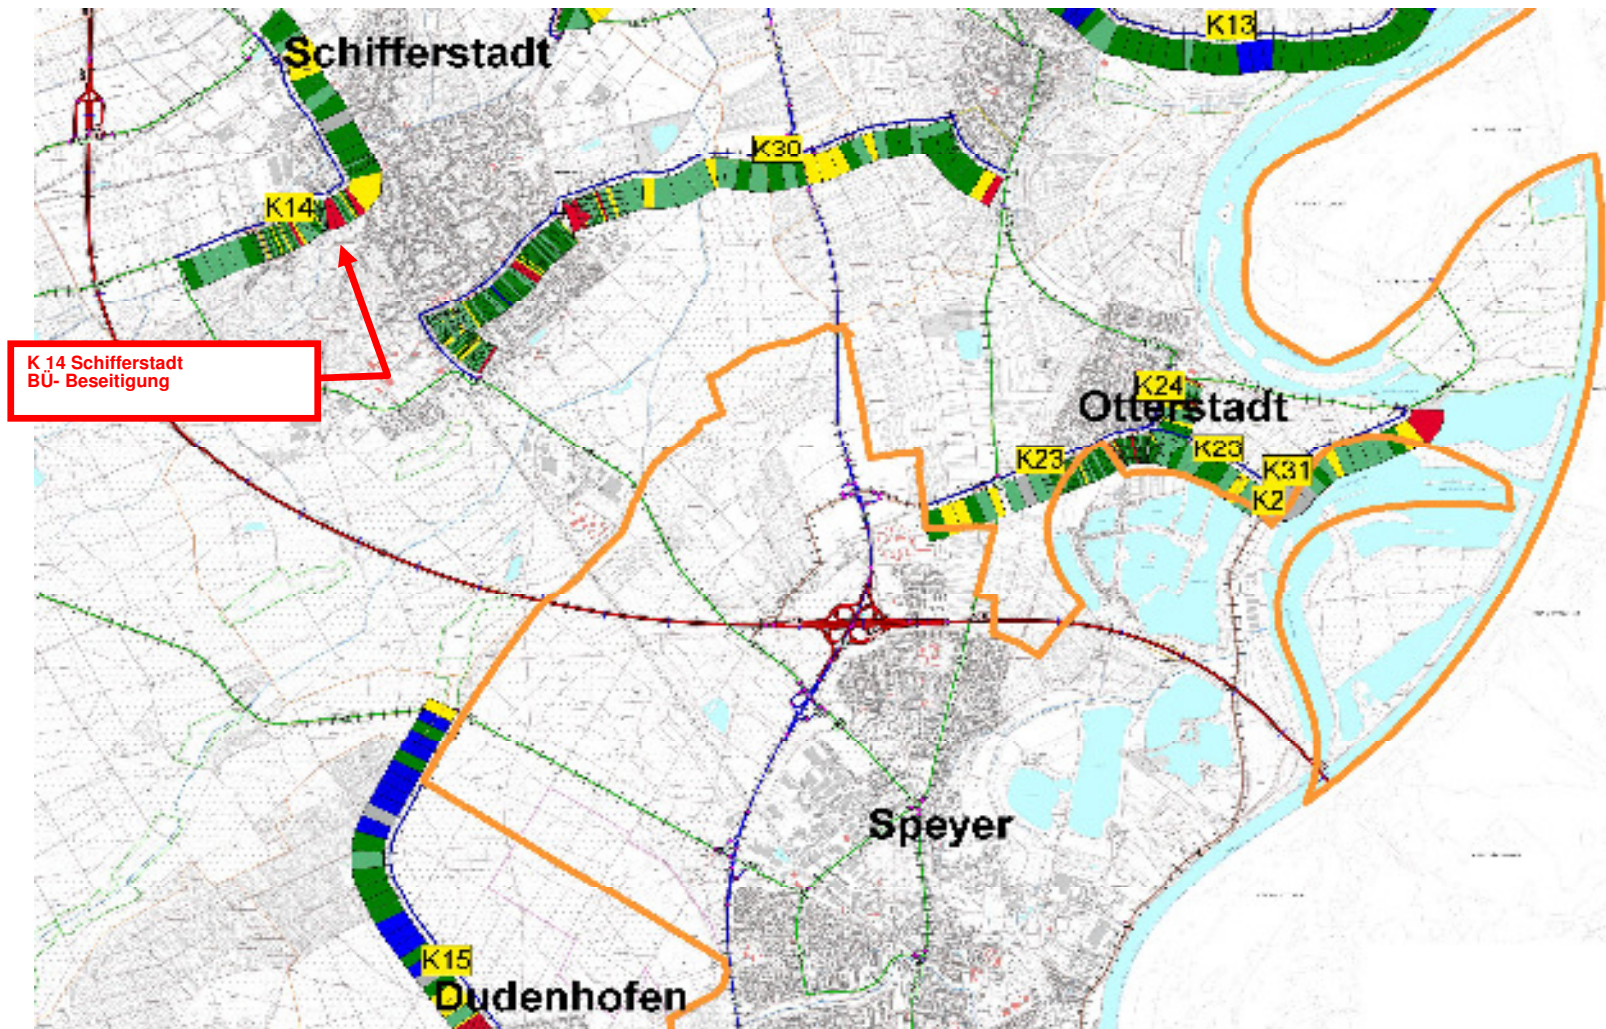 K13
Schifferstadt
K30
K14
K 14 Schifferstadt
BÜ- Beseitigung
K24
Otterstadt
K23
K23
K31
K2
Speyer
K15
Dudenhofen